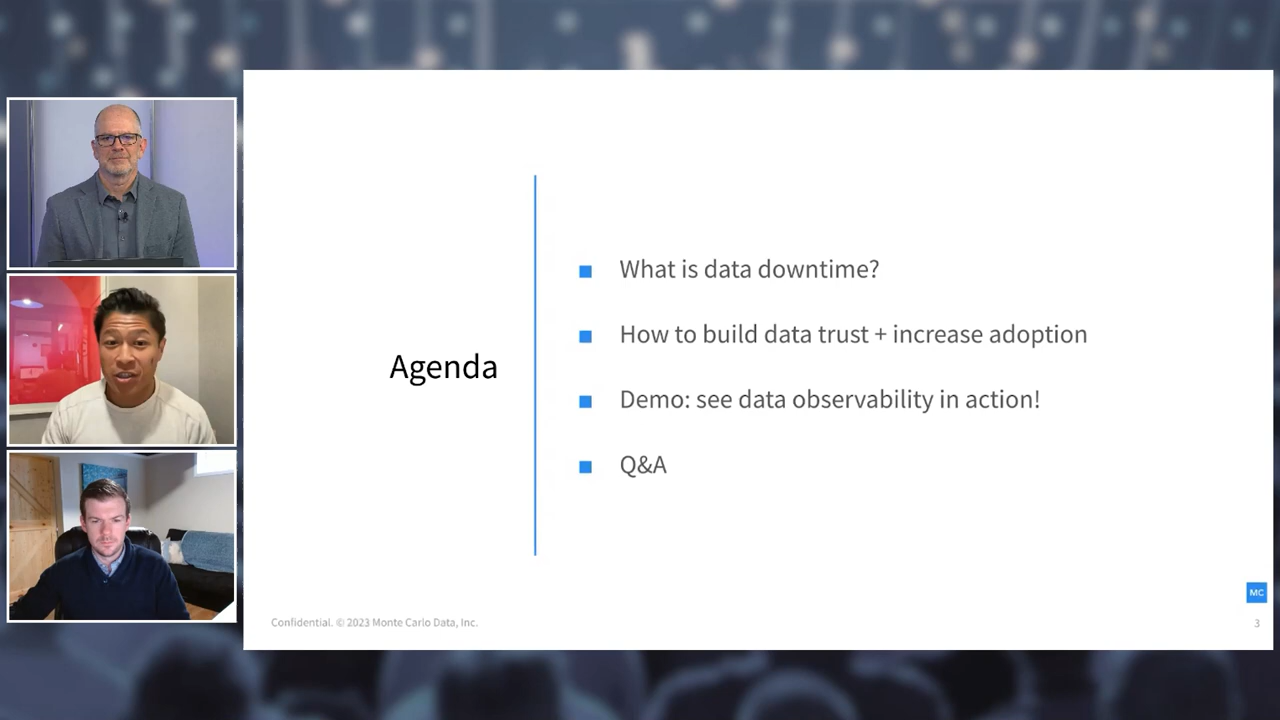 Agenda
What is data downtime?
How to build data trust + increase adoption
Demo: see data observability in action!
Q&A
MC
Confidential. © 2023 Monte Carlo Data, Inc.
3